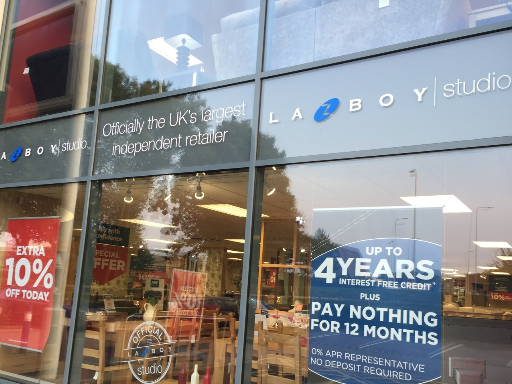 Officially the UK's largest
independent retailer
LA Z BOY | studio
A Z BOY | studio
EXTRA
10%
OFF TODAY
SPECIAL
OFFER
OFFICIAL
LA Z BOY
studio
UP TO
4 YEARS
INTEREST FREE CREDIT
PLUS
PAY NOTHING
FOR 12 MONTHS
0% APR REPRESENTATIVE
NO DEPOSIT REQUIRED